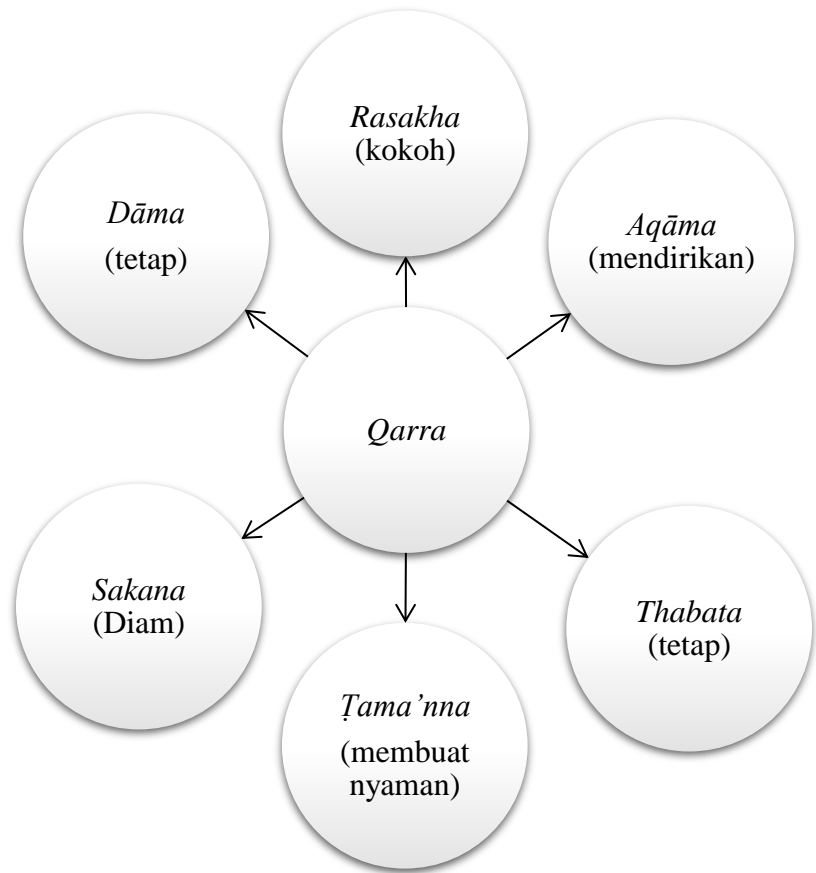 Rasakha
(kokoh)
Dāma
(tetap)
Aqāma
(mendirikan)
Qarra
Sakana
(Diam)
Thabata
(tetap)
Ṭama’nna
(membuat
nyaman)